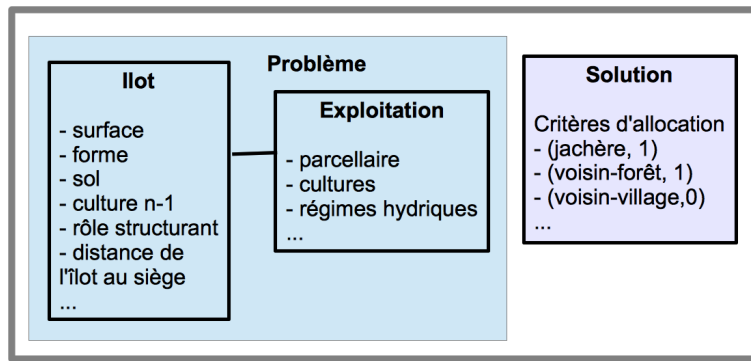 Problème
Ilot
- surface
- forme
- sol
- culture n-1
- rôle structurant
- distance de
l'îlot au siège
...
Exploitation
- parcellaire
- cultures
- régimes hydriques
...
Solution
Critères d'allocation
- (jachère, 1)
- (voisin-forêt, 1)
- (voisin-village,0)
...